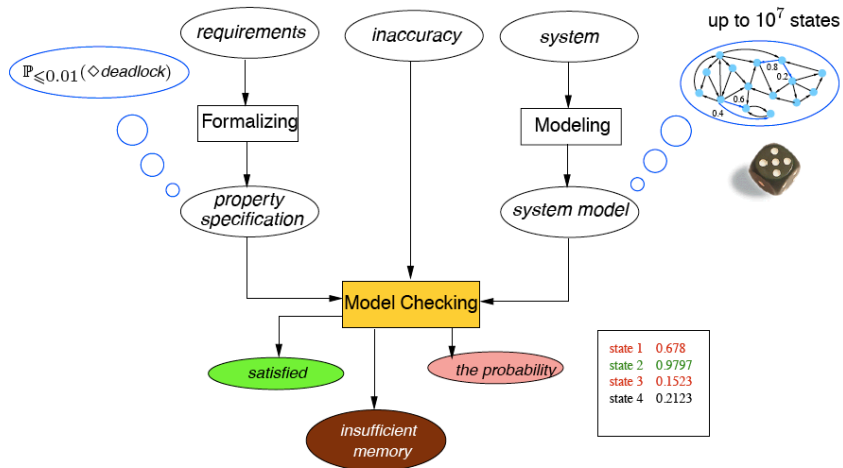 requirements
inaccuracy
system
up to 10⁷ states
ℙ⩽0.01(◇deadlock)
0.8
0.2
0.6
0.4
Formalizing
Modeling
property
specification
system model
Model Checking
satisfied
the probability
insufficient
memory
state 1 0.678
state 2 0.9797
state 3 0.1523
state 4 0.2123